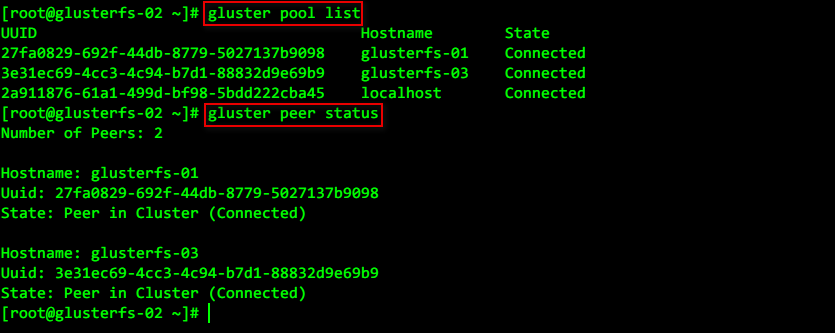 [root@glusterfs-02 ~]# gluster pool list
UUID                                    Hostname        State
27fa0829-692f-44db-8779-5027137b9098    glusterfs-01    Connected
3e31ec69-4cc3-4c94-b7d1-88832d9e69b9    glusterfs-03    Connected
2a911876-61a1-499d-bf98-5bdd222cba45    localhost       Connected
[root@glusterfs-02 ~]# gluster peer status
Number of Peers: 2

Hostname: glusterfs-01
Uuid: 27fa0829-692f-44db-8779-5027137b9098
State: Peer in Cluster (Connected)

Hostname: glusterfs-03
Uuid: 3e31ec69-4cc3-4c94-b7d1-88832d9e69b9
State: Peer in Cluster (Connected)
[root@glusterfs-02 ~]#